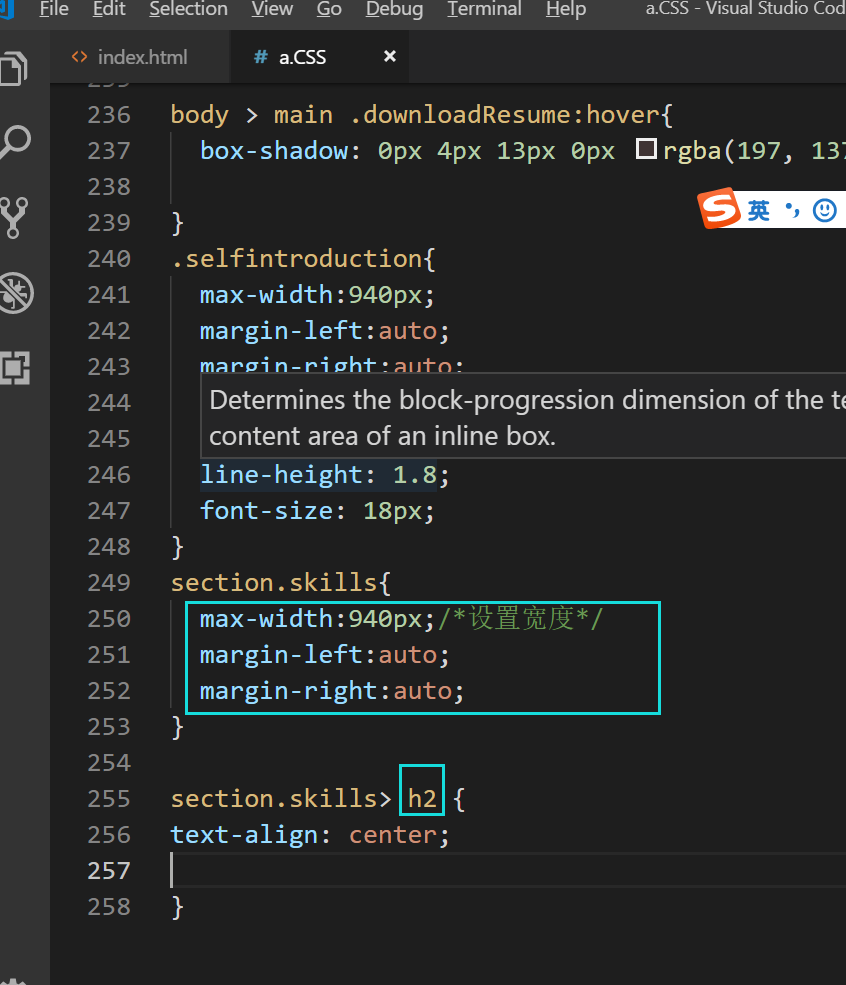 File Edit Selection View Go Debug Terminal Help a.CSS - Visual Studio Cod
index.html # a.CSS ×
236 body > main .downloadResume:hover{
237 box-shadow: 0px 4px 13px 0px rgba(197, 137
238
239 }
英
240 .selfintroduction{
241 max-width:940px;
242 margin-left:auto;
243 margin-right:auto;
244 Determines the block-progression dimension of the te
245 content area of an inline box.
246 line-height: 1.8;
247 font-size: 18px;
248 }
249 section.skills{
250 max-width:940px;/*设置宽度*/
251 margin-left:auto;
252 margin-right:auto;
253 }
254
255 section.skills> h2 {
256 text-align: center;
257
258 }